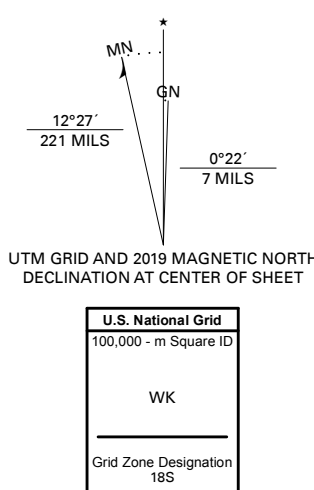 ★
MN
GN
12°27´
221 MILS
0°22´
7 MILS
UTM GRID AND 2019 MAGNETIC NORTH
DECLINATION AT CENTER OF SHEET
U.S. National Grid
100,000 - m Square ID
WK
Grid Zone Designation
18S